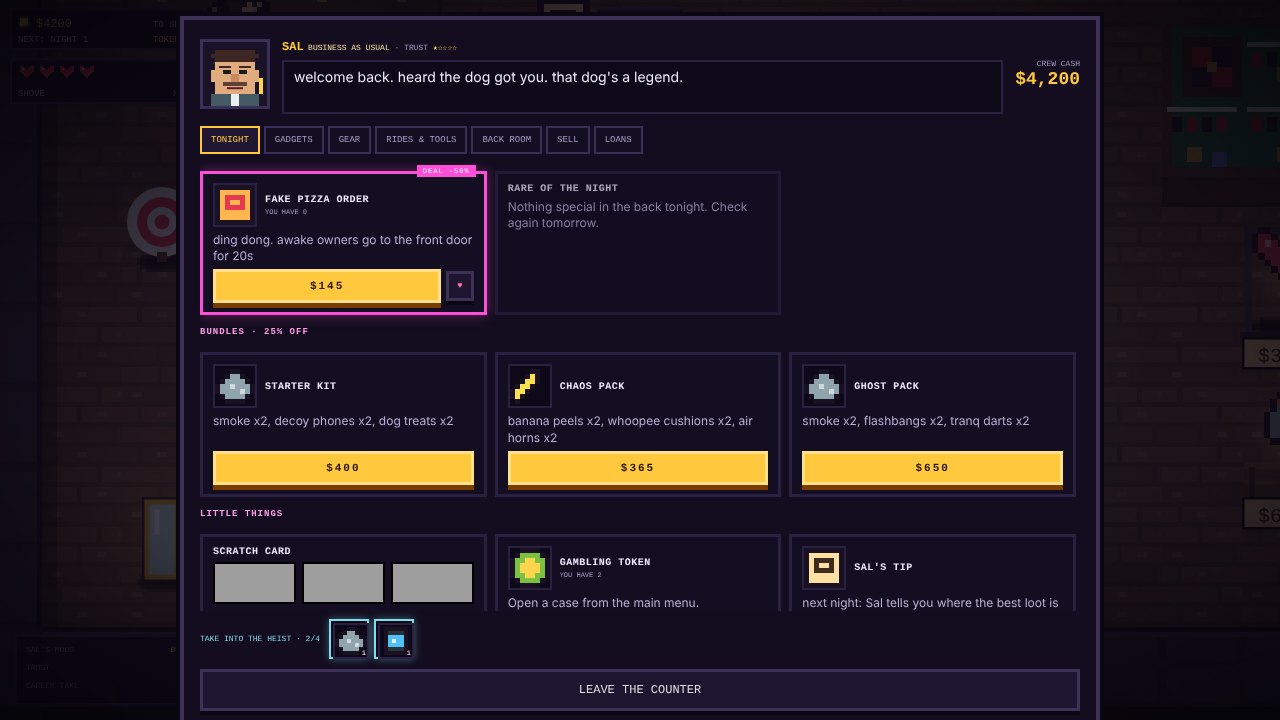 $4200
NEXT: NIGHT 1
SHOVE
SAL BUSINESS AS USUAL · TRUST ★☆☆☆☆
welcome back. heard the dog got you. that dog's a legend.
CREW CASH
$4,200
TONIGHT
GADGETS
GEAR
RIDES & TOOLS
BACK ROOM
SELL
LOANS
DEAL -50%
FAKE PIZZA ORDER
YOU HAVE 0
ding dong. awake owners go to the front door
for 20s
$145
♥
RARE OF THE NIGHT
Nothing special in the back tonight. Check
again tomorrow.
BUNDLES · 25% OFF
STARTER KIT
smoke x2, decoy phones x2, dog treats x2
$400
CHAOS PACK
banana peels x2, whoopee cushions x2, air
horns x2
$365
GHOST PACK
smoke x2, flashbangs x2, tranq darts x2
$650
LITTLE THINGS
SCRATCH CARD
GAMBLING TOKEN
YOU HAVE 2
Open a case from the main menu.
SAL'S TIP
next night: Sal tells you where the best loot is
TAKE INTO THE HEIST · 2/4
1
1
LEAVE THE COUNTER
SAL'S MOOD
TRUST
CAREER TAKE